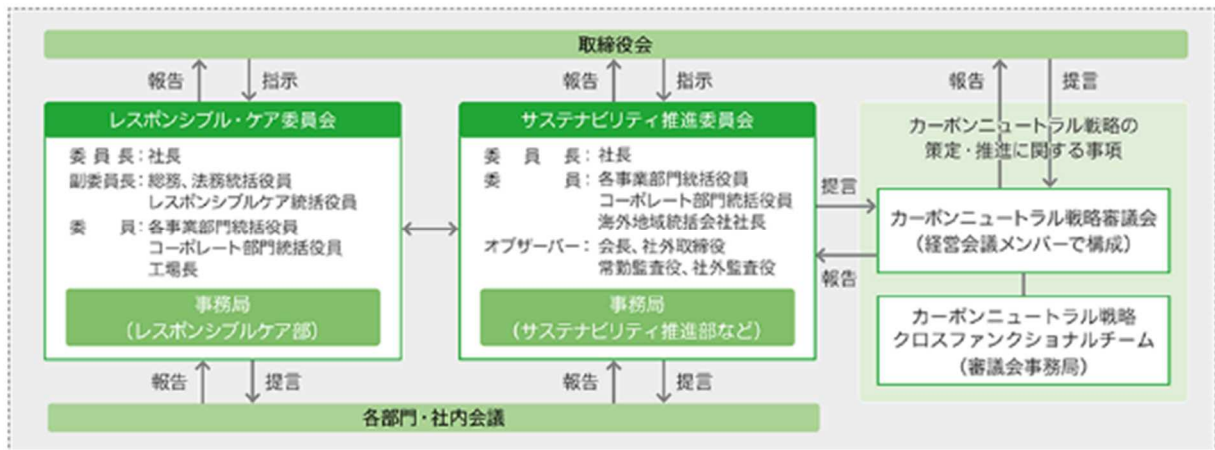 取締役会
報告
指示
報告
指示
報告
提言
レスポンシブル・ケア委員会
委員長：社長
副委員長：総務、法務統括役員
レスポンシブルケア統括役員
委員：各事業部門統括役員
コーポレート部門統括役員
工場長
事務局
（レスポンシブルケア部）
サステナビリティ推進委員会
委員長：社長
委員：各事業部門統括役員
コーポレート部門統括役員
海外地域統括会社社長
オブザーバー：会長、社外取締役
常勤監査役、社外監査役
事務局
（サステナビリティ推進部など）
提言
報告
カーボンニュートラル戦略の
策定・推進に関する事項
カーボンニュートラル戦略審議会
（経営会議メンバーで構成）
カーボンニュートラル戦略
クロスファンクショナルチーム
（審議会事務局）
報告
提言
報告
提言
各部門・社内会議